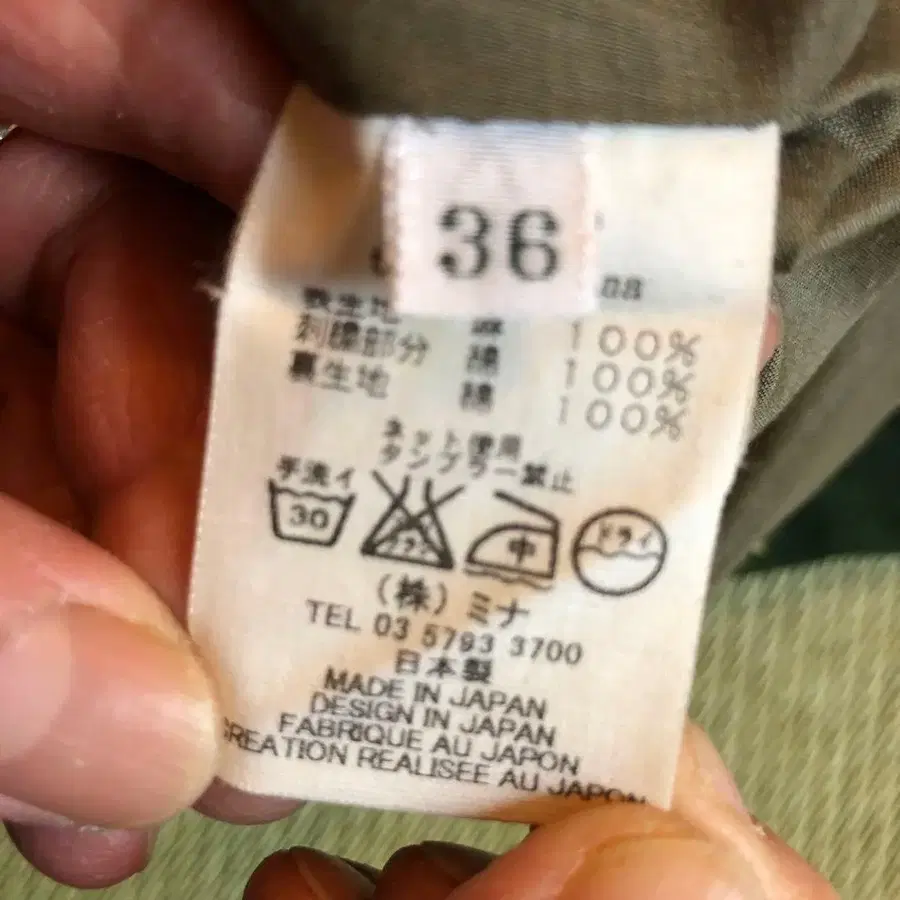 36
08
表生地 麻 100%
刺繍部分 綿 100%
裏生地 綿 100%
ネット使用
タンブラー禁止
手洗イ
30
中
ドライ
(株)ミナ
TEL 03 5793 3700
日本製
MADE IN JAPAN
DESIGN IN JAPAN
FABRIQUE AU JAPON
CREATION REALISEE AU JAPON